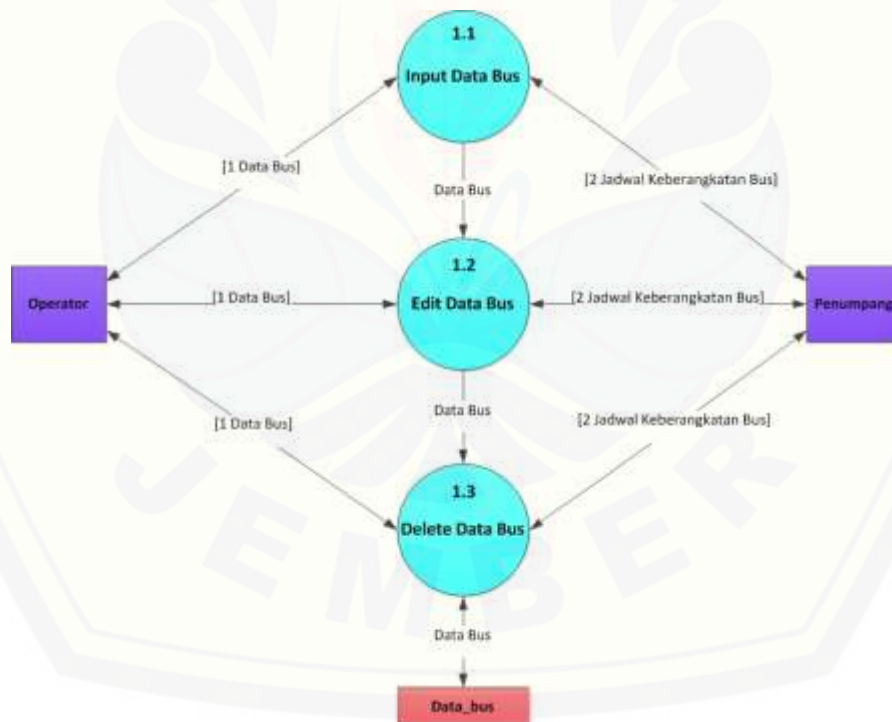 1.1
Input Data Bus
[1 Data Bus]
[2 Jadwal Keberangkatan Bus]
Data Bus
1.2
Operator
[1 Data Bus]
Edit Data Bus
[2 Jadwal Keberangkatan Bus]
Penumpang
Data Bus
[1 Data Bus]
[2 Jadwal Keberangkatan Bus]
1.3
Delete Data Bus
Data Bus
Data_bus
JEMBER